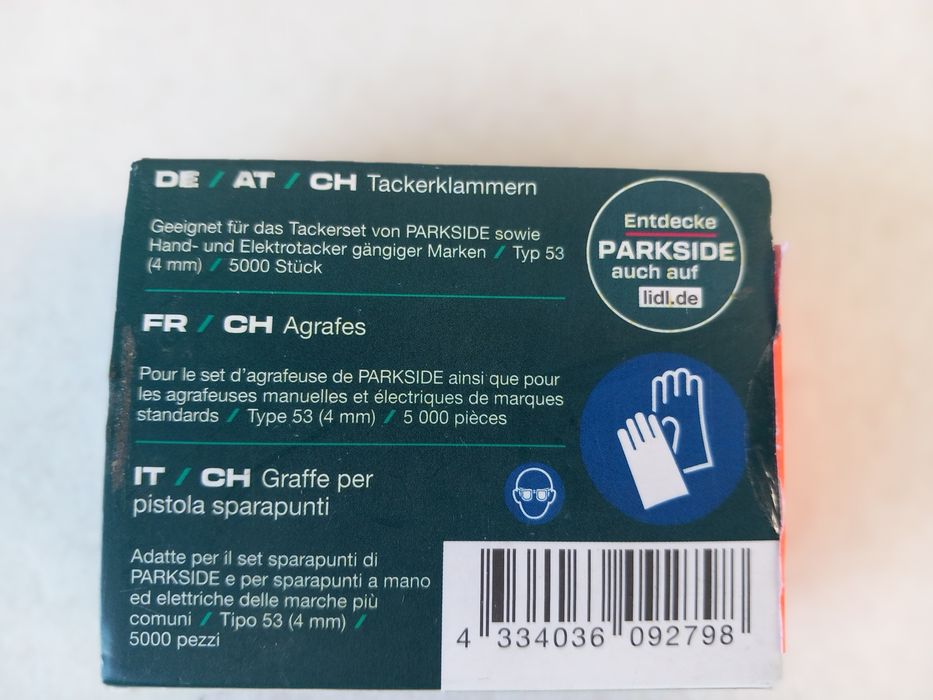 DE / AT / CH Tackerklammern
Geeignet für das Tackerset von PARKSIDE sowie
Hand- und Elektrotacker gängiger Marken / Typ 53
(4 mm) / 5000 Stück
Entdecke
PARKSIDE
auch auf
lidl.de
FR / CH Agrafes
Pour le set d'agrafeuse de PARKSIDE ainsi que pour
les agrafeuses manuelles et électriques de marques
standards / Type 53 (4 mm) / 5 000 pièces
IT / CH Graffe per
pistola sparapunti
Adatte per il set sparapunti di
PARKSIDE e per sparapunti a mano
ed elettriche delle marche più
comuni / Tipo 53 (4 mm) /
5000 pezzi
4 334036 092798